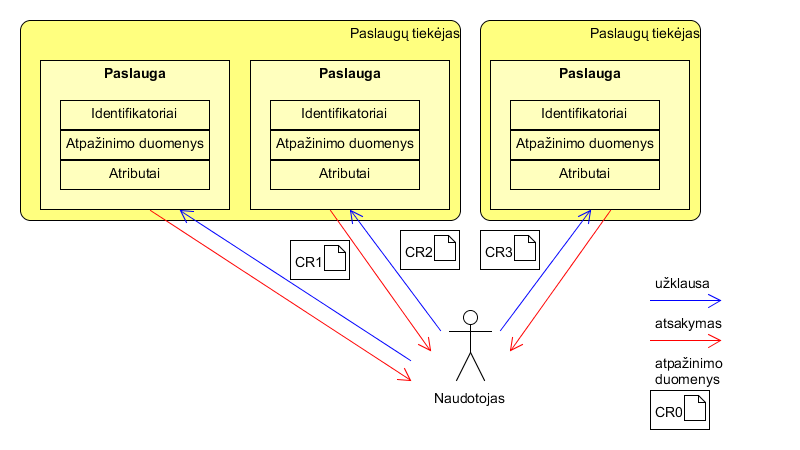 Paslaugų tiekėjas
Paslauga
Identifikatoriai
Atpažinimo duomenys
Atributai
Paslauga
Identifikatoriai
Atpažinimo duomenys
Atributai
Paslaugų tiekėjas
Paslauga
Identifikatoriai
Atpažinimo duomenys
Atributai
CR1
CR2
CR3
Naudotojas
užklausa
atsakymas
atpažinimo
duomenys
CR0